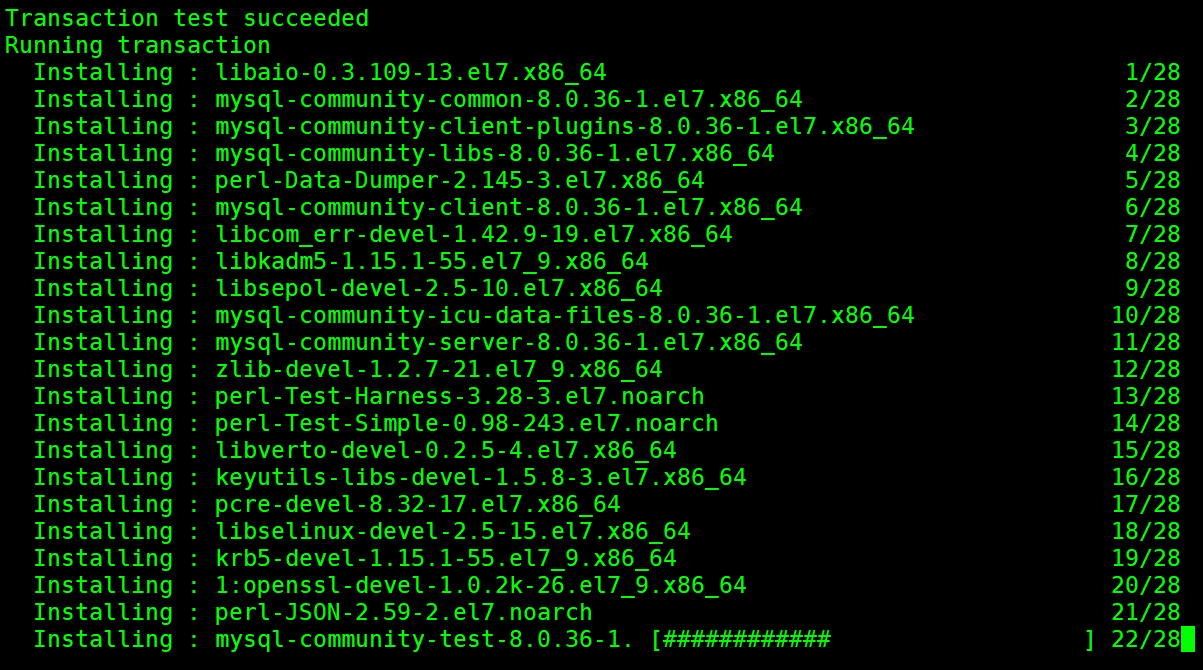 Transaction test succeeded
Running transaction
  Installing : libaio-0.3.109-13.el7.x86_64 1/28
  Installing : mysql-community-common-8.0.36-1.el7.x86_64 2/28
  Installing : mysql-community-client-plugins-8.0.36-1.el7.x86_64 3/28
  Installing : mysql-community-libs-8.0.36-1.el7.x86_64 4/28
  Installing : perl-Data-Dumper-2.145-3.el7.x86_64 5/28
  Installing : mysql-community-client-8.0.36-1.el7.x86_64 6/28
  Installing : libcom_err-devel-1.42.9-19.el7.x86_64 7/28
  Installing : libkadm5-1.15.1-55.el7_9.x86_64 8/28
  Installing : libsepol-devel-2.5-10.el7.x86_64 9/28
  Installing : mysql-community-icu-data-files-8.0.36-1.el7.x86_64 10/28
  Installing : mysql-community-server-8.0.36-1.el7.x86_64 11/28
  Installing : zlib-devel-1.2.7-21.el7_9.x86_64 12/28
  Installing : perl-Test-Harness-3.28-3.el7.noarch 13/28
  Installing : perl-Test-Simple-0.98-243.el7.noarch 14/28
  Installing : libverto-devel-0.2.5-4.el7.x86_64 15/28
  Installing : keyutils-libs-devel-1.5.8-3.el7.x86_64 16/28
  Installing : pcre-devel-8.32-17.el7.x86_64 17/28
  Installing : libselinux-devel-2.5-15.el7.x86_64 18/28
  Installing : krb5-devel-1.15.1-55.el7_9.x86_64 19/28
  Installing : 1:openssl-devel-1.0.2k-26.el7_9.x86_64 20/28
  Installing : perl-JSON-2.59-2.el7.noarch 21/28
  Installing : mysql-community-test-8.0.36-1. [############                  ] 22/28